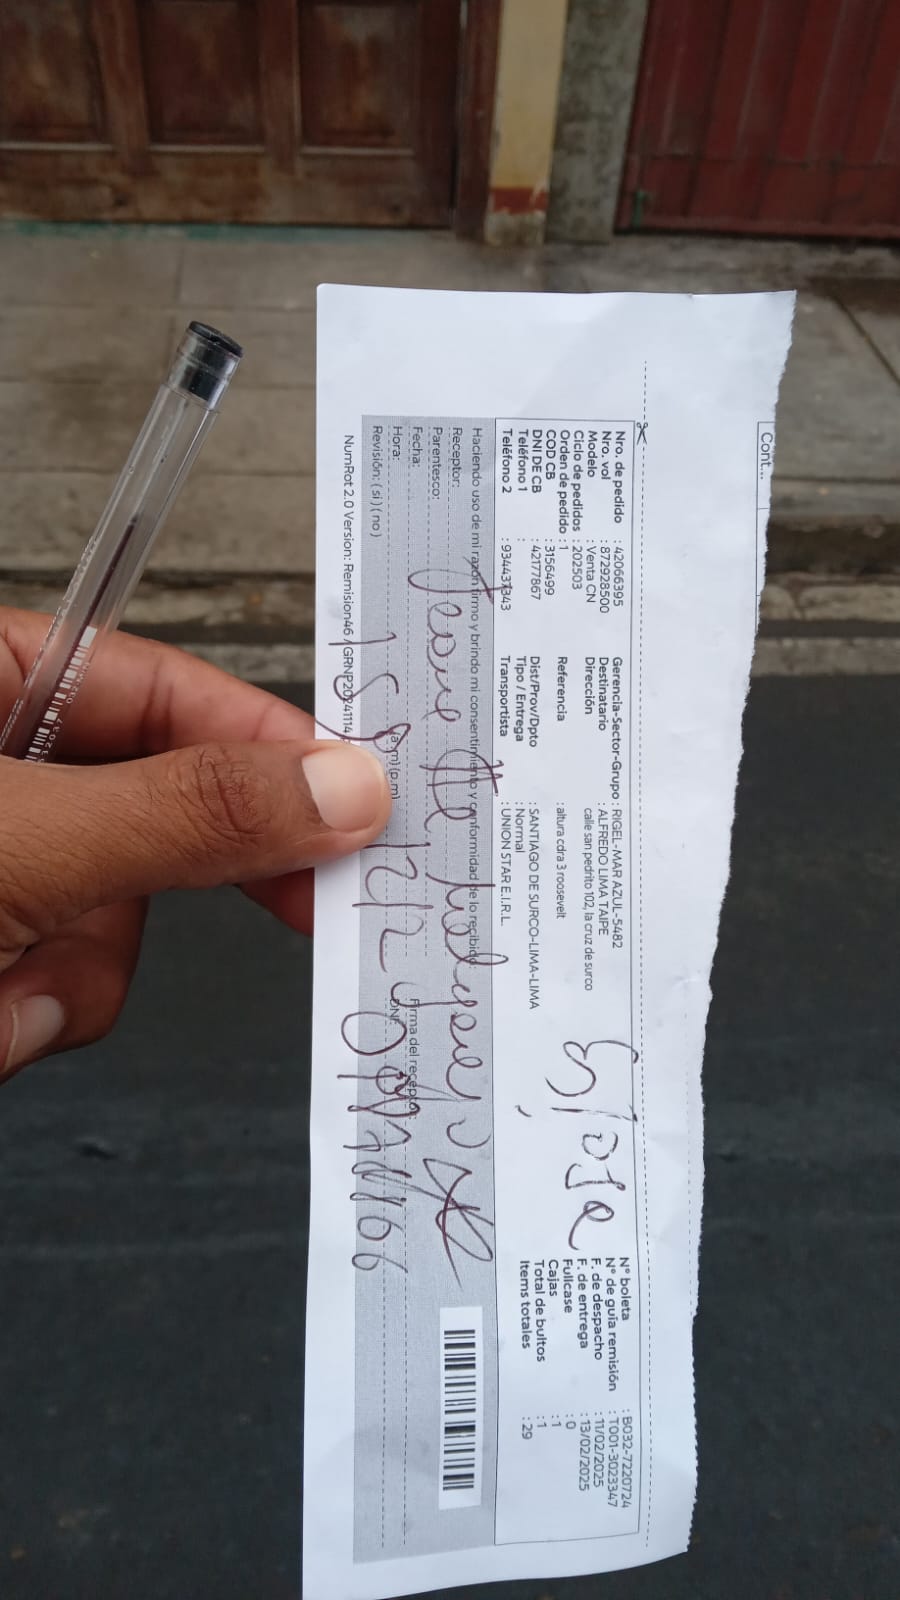 Cont...
Nro. de pedido : 42066395
Nro. vol : 872928500
Modelo : Venta CN
Ciclo de pedidos : 202503
Orden de pedido : 1
COD CB : 3156499
DNI DE CB : 42177867
Teléfono 1 :
Teléfono 2 : 934437343
Gerencia-Sector-Grupo : RIGEL-MAR AZUL-5482
Destinatario : ALFREDO LIMA TAIPE
Dirección calle san pedrito 102, la cruz de surco
Referencia : altura cdra 3 roosevelt
Dist/Prov/Dpto : SANTIAGO DE SURCO-LIMA-LIMA
Tipo / Entrega : Normal
Transportista : UNION STAR E.I.R.L.
N° boleta : B032-7220724
N° de guía remisión : T001-3023347
F. de despacho : 11/02/2025
F. de entrega : 13/02/2025
Fullcase : 0
Cajas : 1
Total de bultos : 1
Items totales : 29
Haciendo uso de mi razón firmo y brindo mi consentimiento y conformidad de lo recibido:
Receptor:
Parentesco:
Fecha:
Firma del receptor:
Hora: (a.m) (p.m)
DNI:
Revisión: ( si ) ( no )
NumRot 2.0 Version: Remision46 / GRNP20241114